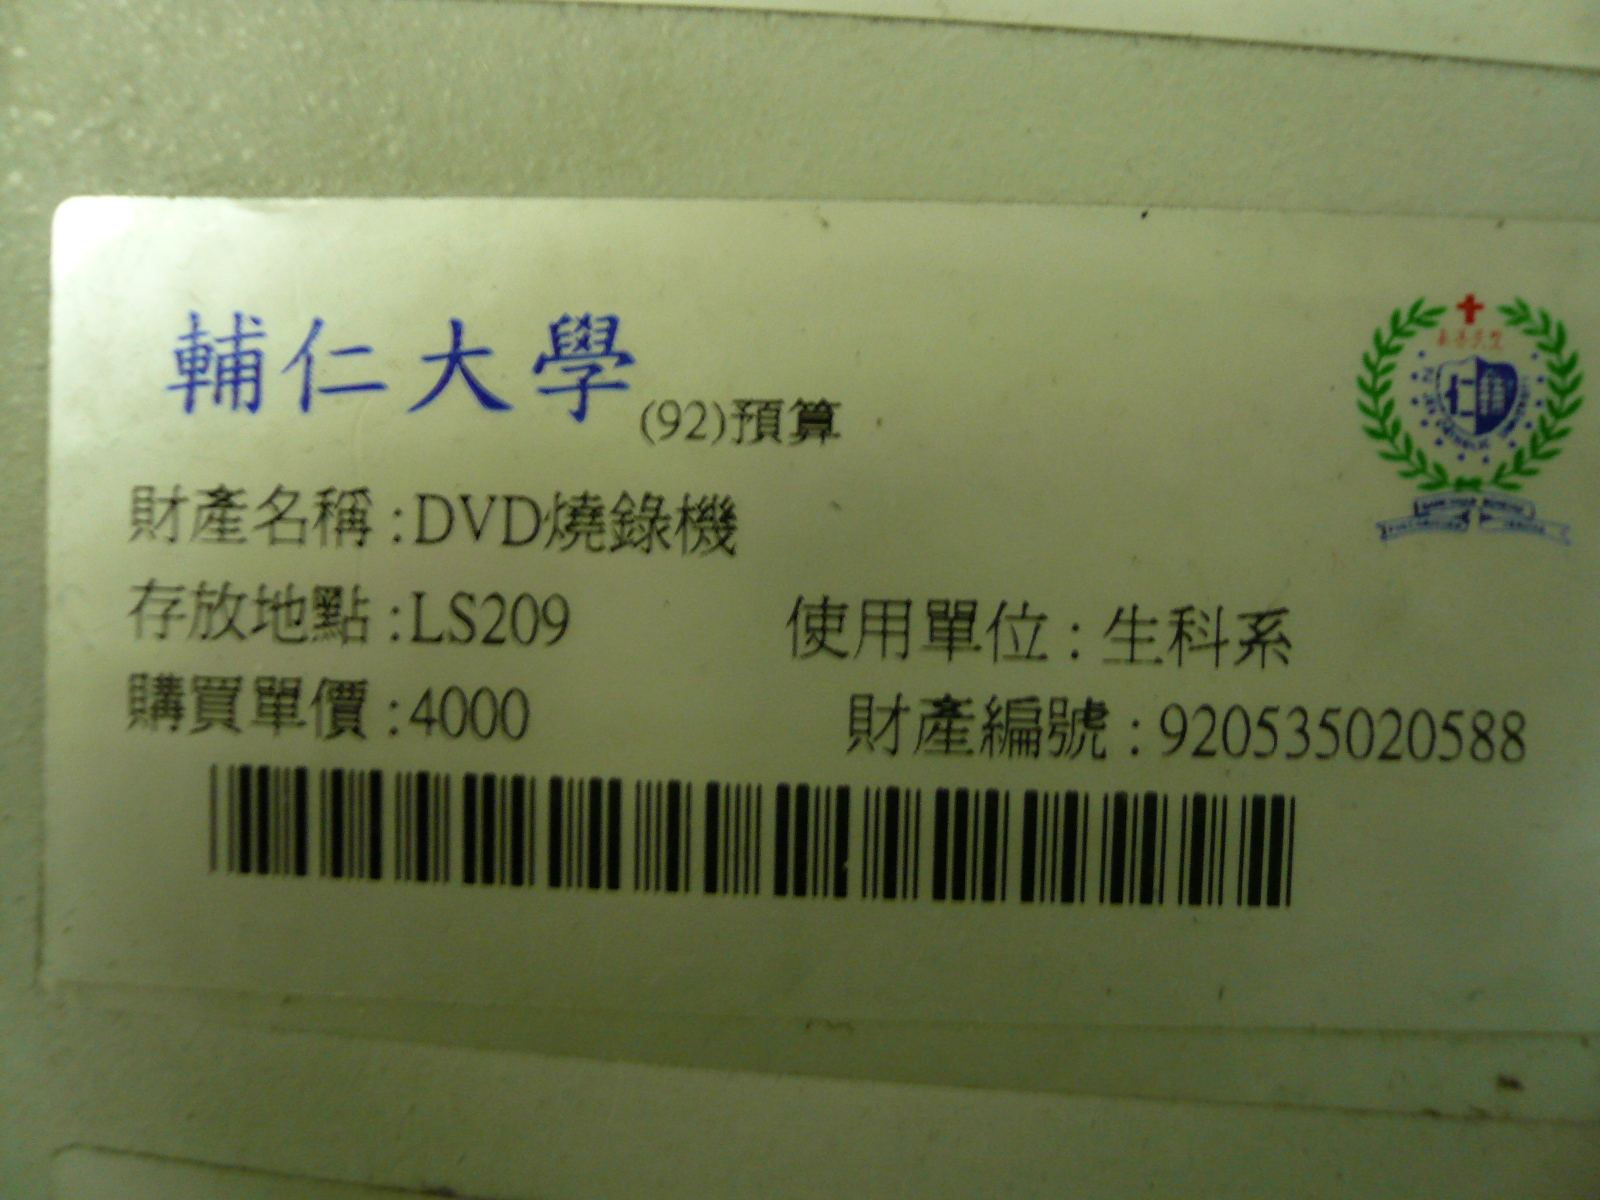 輔仁大學(92)預算
財產名稱:DVD燒錄機
存放地點:LS209 使用單位:生科系
購買單價:4000 財產編號:920535020588
仁